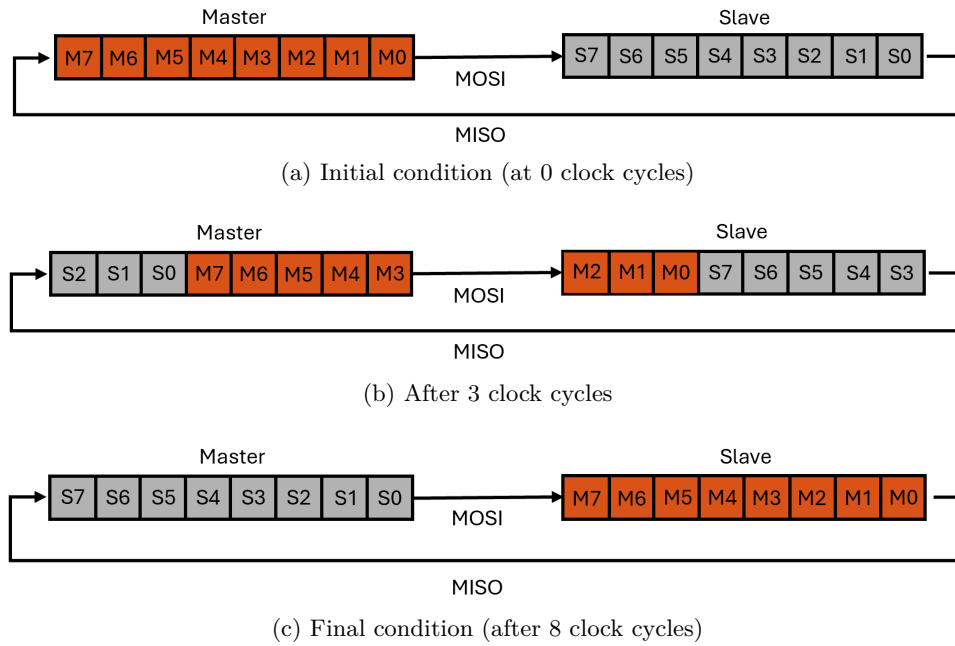 Master Slave
M7 M6 M5 M4 M3 M2 M1 M0 S7 S6 S5 S4 S3 S2 S1 S0
MOSI
MISO
(a) Initial condition (at 0 clock cycles)
Master Slave
S2 S1 S0 M7 M6 M5 M4 M3 M2 M1 M0 S7 S6 S5 S4 S3
MOSI
MISO
(b) After 3 clock cycles
Master Slave
S7 S6 S5 S4 S3 S2 S1 S0 M7 M6 M5 M4 M3 M2 M1 M0
MOSI
MISO
(c) Final condition (after 8 clock cycles)